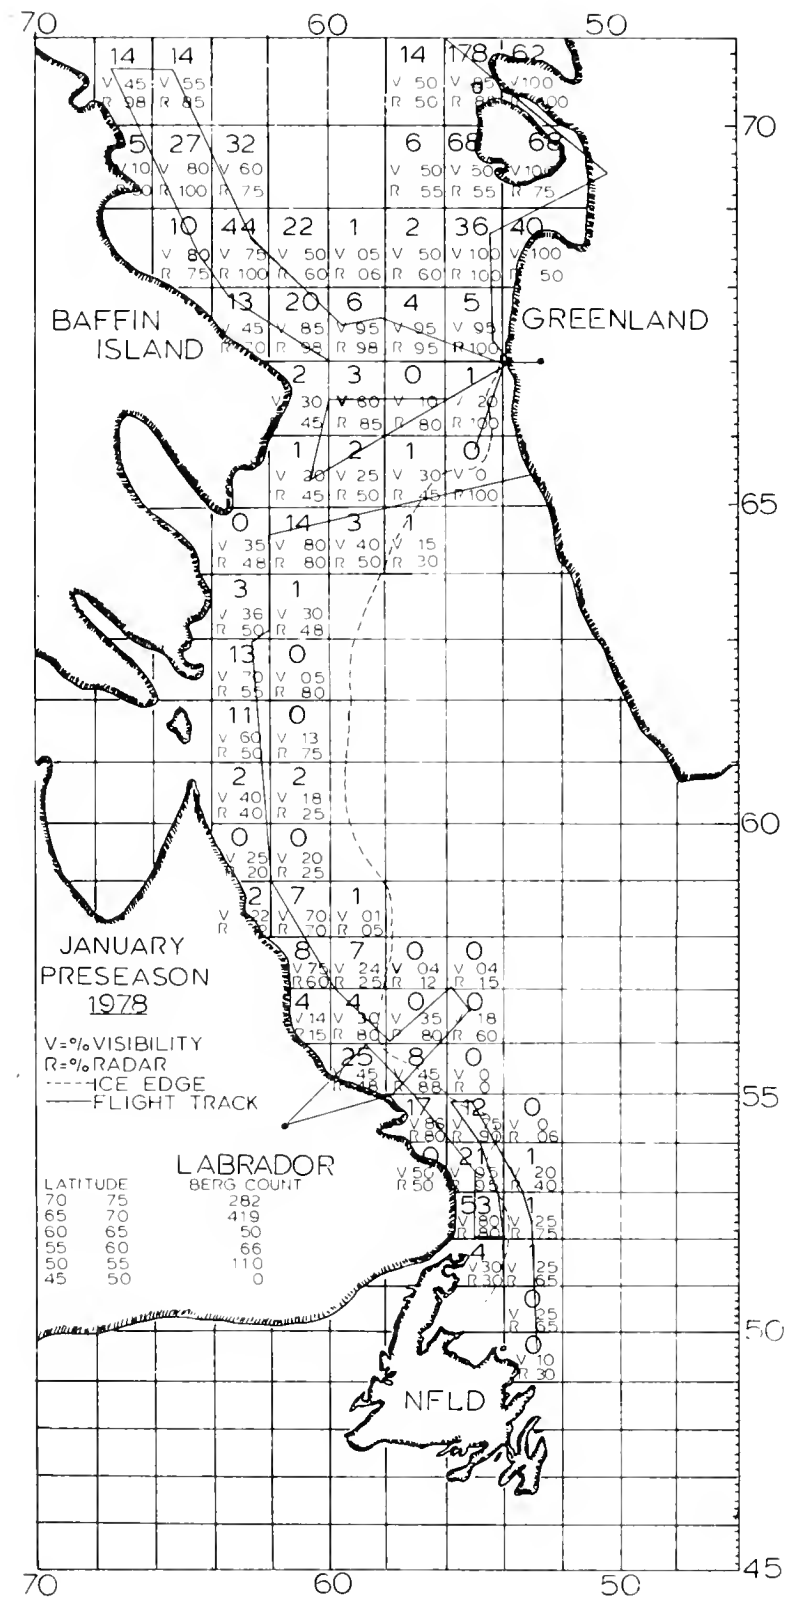 70 60 50
14 14 14 178 62
V 45 V 55 V 50 V 85 V 100
R 98 R 85 R 50 R
70
5 27 32 6 68 68
V 80 V 60 V 50 V 50
R 100 R 75 R 55 R 55 R 75
10 44 22 1 2 36 40
V 80 V 75 V 50 V 05 V 50 V 100 V 100
R 75 R 100 R 60 R 06 R 60 R 100 R 50
13 20 6 4 5
BAFFIN ISLAND
GREENLAND
V 45 V 85 V 95 V 95 V 95
R 70 R 98 R 98 R 95 R 100
2 3 0 1
V 30 V 60 V 10 V 20
45 R 85 R 80 R 100
1 2 1 0
V 20 V 25 V 30 V 0
R 45 R 50 R 45 R 100
65
0 14 3 1
V 35 V 80 V 40 V 15
R 48 R 80 R 50 R 30
3 1
V 36 V 30
R 50 R 48
13 0
V 70 V 05
R 55 R 80
11 0
V 60 V 13
R 50 R 75
2 2
V 40 V 18
R 40 R 25
60
0 0
V 25 V 20
R 20 R 25
2 7 1
V 22 V 70 V 01
R R 70 R 05
JANUARY
PRESEASON
1978
8 7 0 0
V 75 V 24 V 04 V 04
R 60 R 25 R 12 R 15
4 4 0 0
V 14 V 30 V 35 18
R 15 R 80 R 80 R 60
V=% VISIBILITY
R=% RADAR
-----ICE EDGE
——FLIGHT TRACK
25 8 0
V 45 V 45 V 0
R 48 R 88 R 0
55
17 12 0
V 86 V 75 V 0
R 80 R 90 R 06
0 21 1
V 50 V 95 V 20
R 50 R 95 R 40
LABRADOR
LATITUDE BERG COUNT
70 75 282
65 70 419
60 65 50
55 60 66
50 55 110
45 50 0
53 1
V 80 V 25
R 80 R 75
4 1
V 30 V 25
R 30 R 65
0
V 25
R 65
50
0
V 10
R 30
NFLD
45
70 60 50